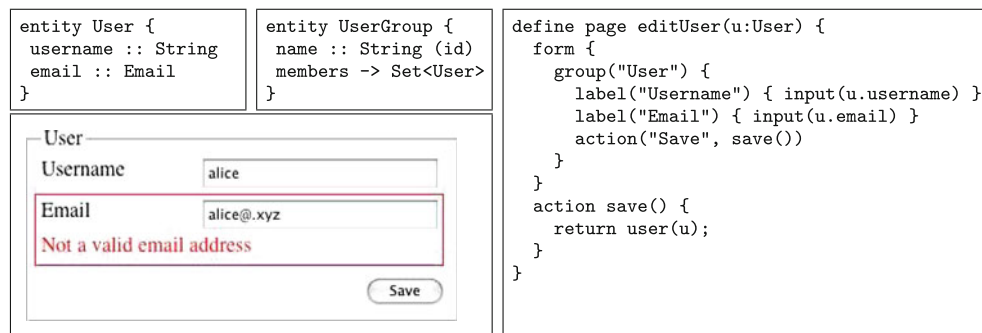 entity User {
username :: String
email :: Email
}
entity UserGroup {
name :: String (id)
members -> Set<User>
}
User
Username
alice
Email
alice@.xyz
Not a valid email address
Save
define page editUser(u:User) {
form {
group("User") {
label("Username") { input(u.username) }
label("Email") { input(u.email) }
action("Save", save())
}
}
action save() {
return user(u);
}
}